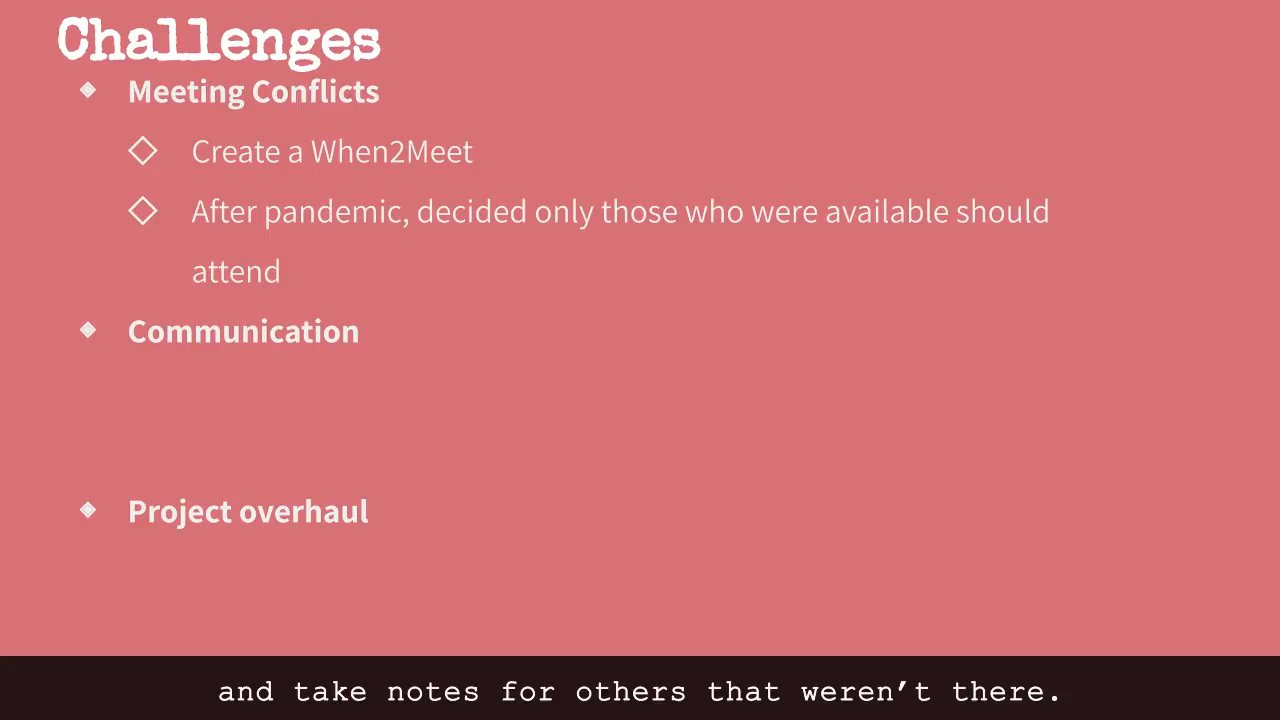 Challenges
Meeting Conflicts
Create a When2Meet
After pandemic, decided only those who were available should
attend
Communication
Project overhaul
and take notes for others that weren’t there.